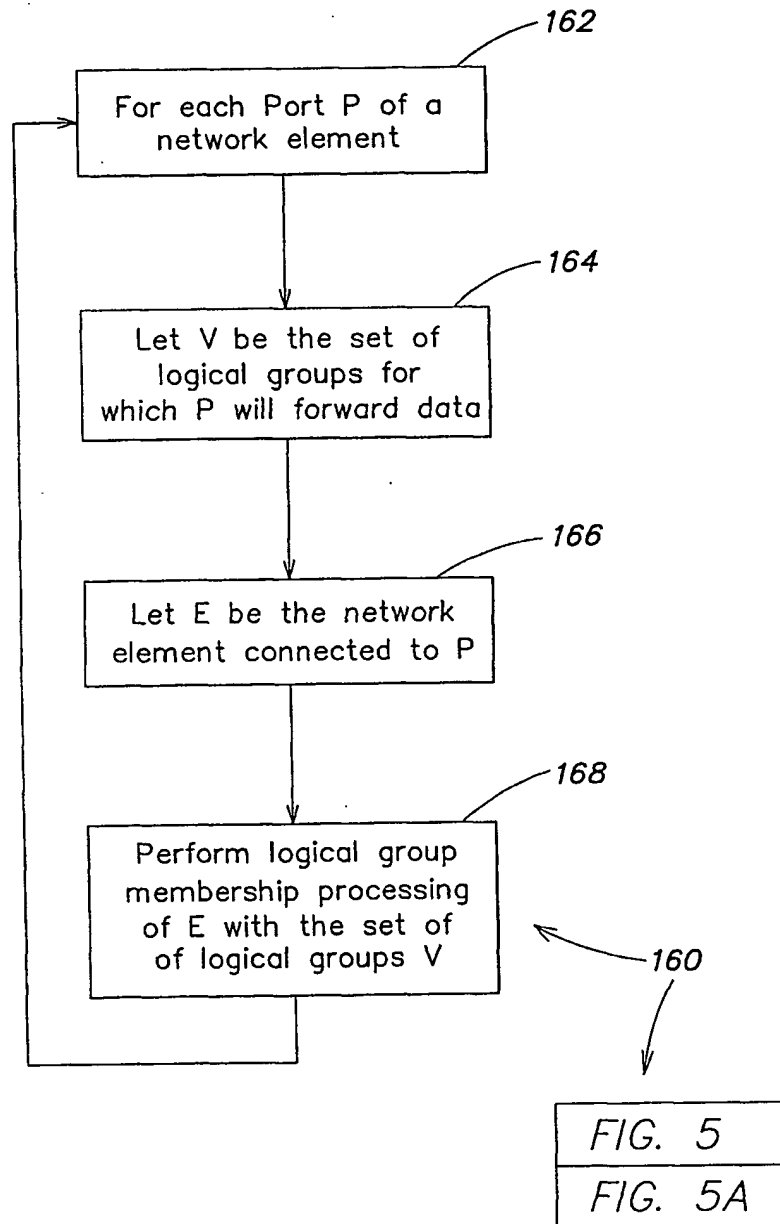 162
For each Port P of a
network element
164
Let V be the set of
logical groups for
which P will forward data
166
Let E be the network
element connected to P
168
Perform logical group
membership processing
of E with the set of
of logical groups V
160
FIG. 5
FIG. 5A